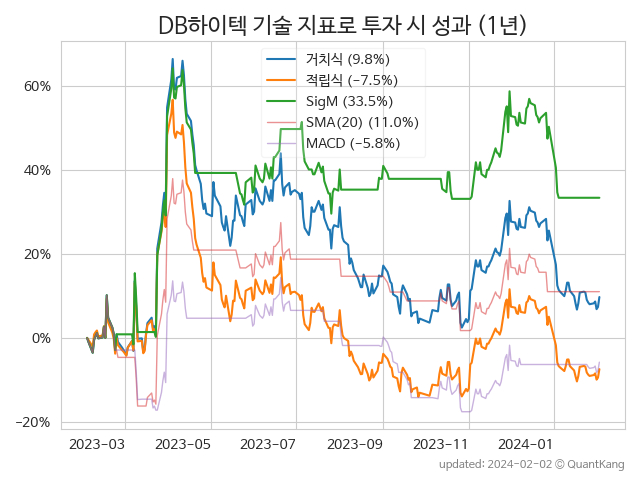 DB하이텍 기술 지표로 투자 시 성과 (1년)
거치식 (9.8%)
적립식 (−7.5%)
SigM (33.5%)
SMA(20) (11.0%)
MACD (−5.8%)
60%
40%
20%
0%
−20%
2023-03 2023-05 2023-07 2023-09 2023-11 2024-01
updated: 2024-02-02 © QuantKang